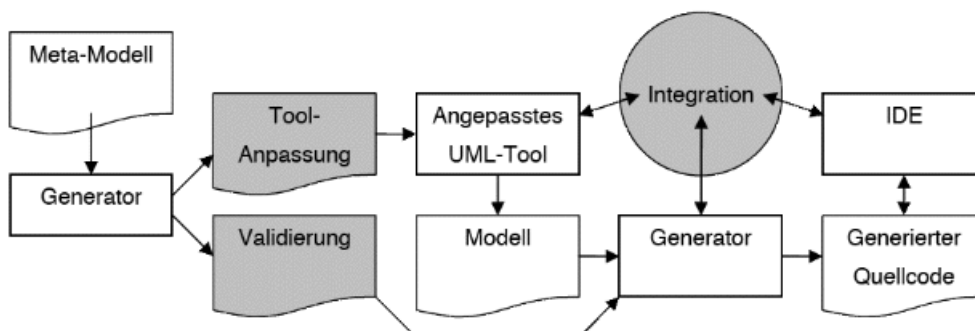 Meta-Modell
Generator
Tool-
Anpassung
Validierung
Angepasstes
UML-Tool
Modell
Integration
Generator
IDE
Generierter
Quellcode